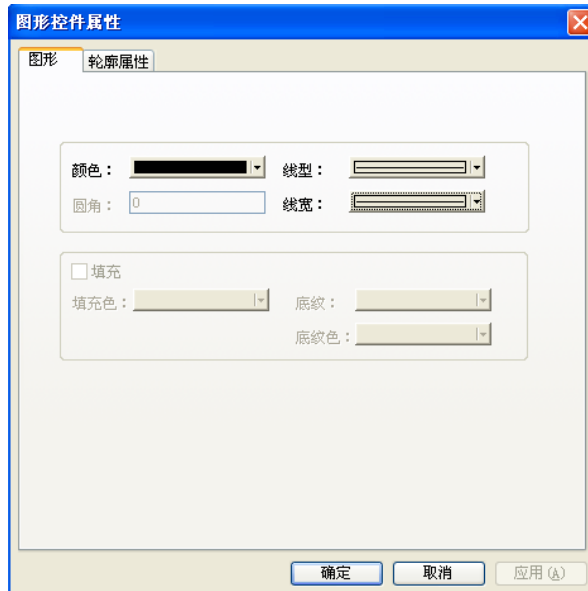 图形控件属性
图形 轮廓属性
颜色： 线型：
圆角： 0 线宽：
填充
填充色： 底纹：
底纹色：
确定 取消 应用(A)